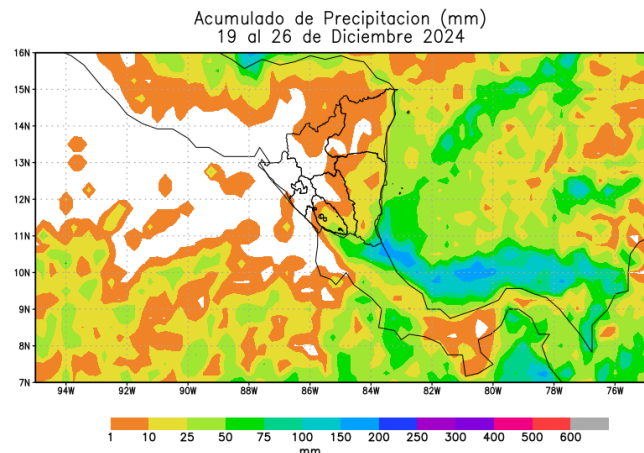 Acumulado de Precipitacion (mm)
19 al 26 de Diciembre 2024
16N
15N
14N
13N
12N
11N
10N
9N
8N
7N
94W 92W 90W 88W 86W 84W 82W 80W 78W 76W
1 10 25 50 75 100 150 200 250 300 400 500 600
mm